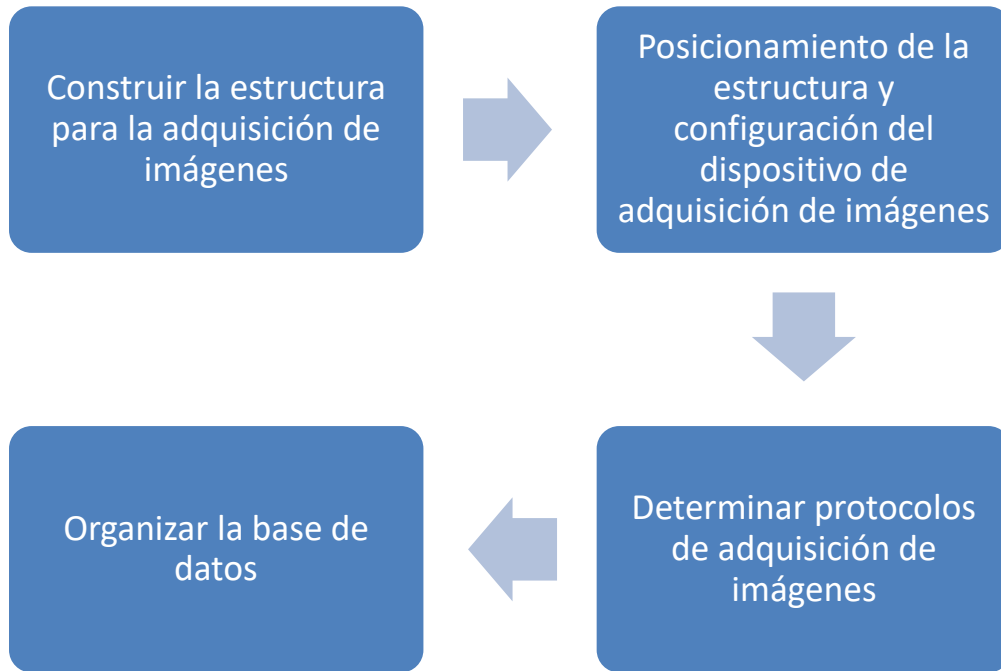 Construir la estructura
para la adquisición de
imágenes
Posicionamiento de la
estructura y
configuración del
dispositivo de
adquisición de imágenes
Determinar protocolos
de adquisición de
imágenes
Organizar la base de
datos